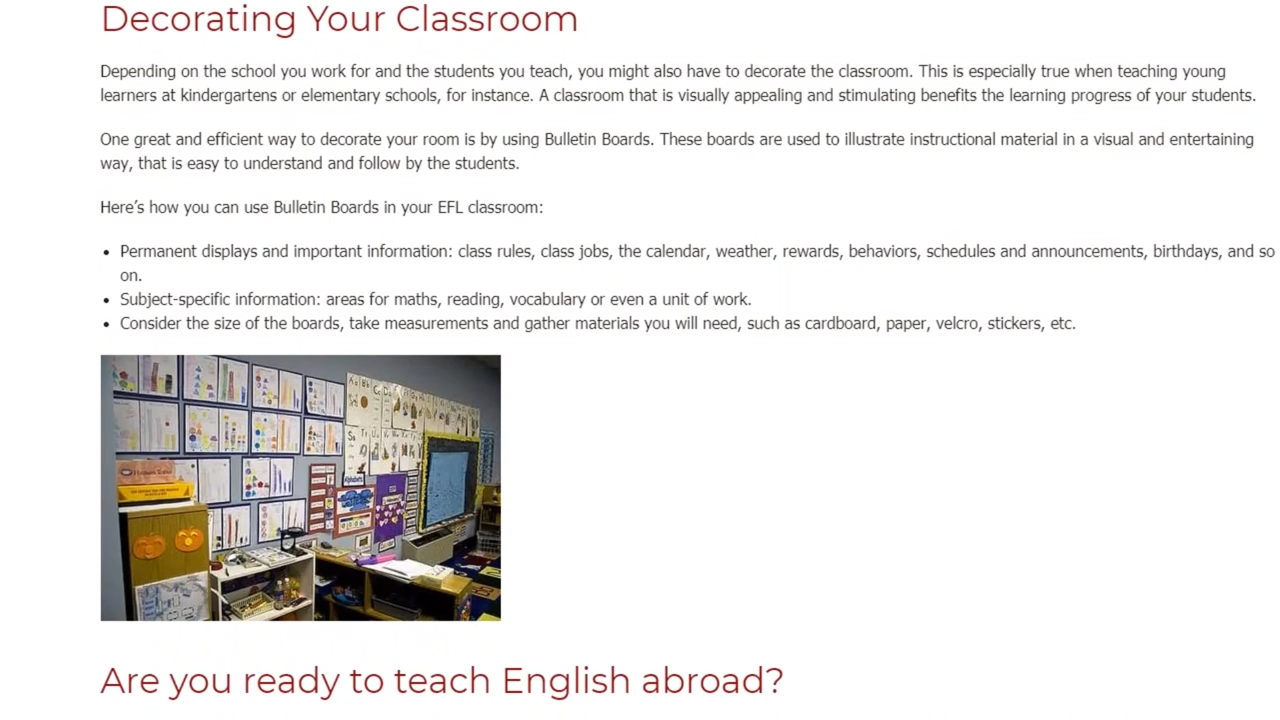 Decorating Your Classroom
Depending on the school you work for and the students you teach, you might also have to decorate the classroom. This is especially true when teaching young
learners at kindergartens or elementary schools, for instance. A classroom that is visually appealing and stimulating benefits the learning progress of your students.
One great and efficient way to decorate your room is by using Bulletin Boards. These boards are used to illustrate instructional material in a visual and entertaining
way, that is easy to understand and follow by the students.
Here’s how you can use Bulletin Boards in your EFL classroom:
• Permanent displays and important information: class rules, class jobs, the calendar, weather, rewards, behaviors, schedules and announcements, birthdays, and so
on.
• Subject-specific information: areas for maths, reading, vocabulary or even a unit of work.
• Consider the size of the boards, take measurements and gather materials you will need, such as cardboard, paper, velcro, stickers, etc.
Aa Bb Cc
Are you ready to teach English abroad?